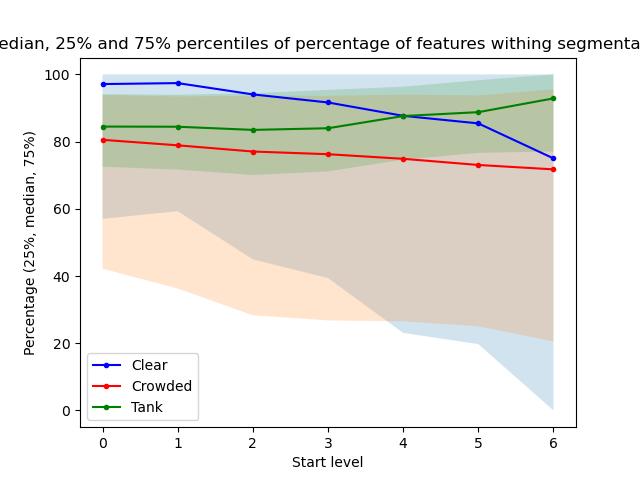 edian, 25% and 75% percentiles of percentage of features withing segmenta
100
80
60
40
20
0
Percentage (25%, median, 75%)
Clear
Crowded
Tank
0 1 2 3 4 5 6
Start level